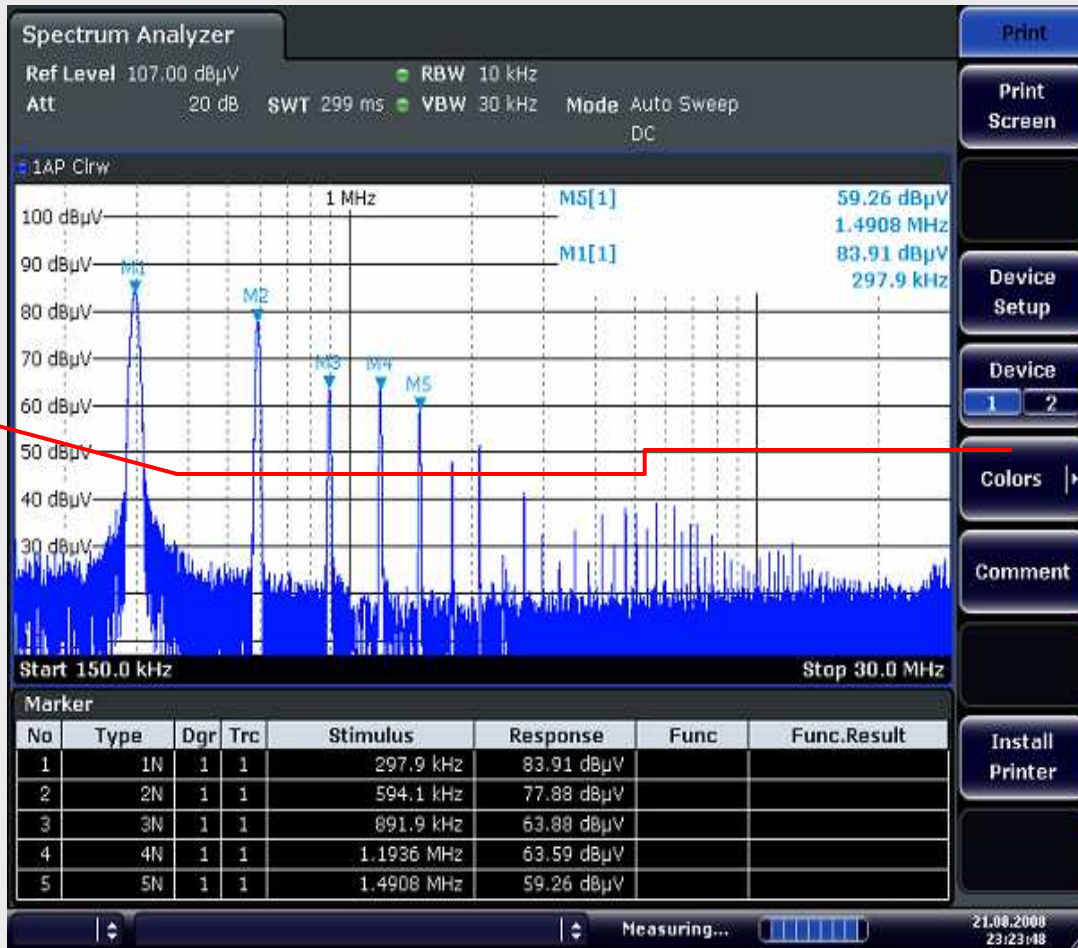 Spectrum Analyzer
Ref Level 107.00 dBµV RBW 10 kHz
Att 20 dB SWT 299 ms VBW 30 kHz Mode Auto Sweep
DC
1AP Clrw
1 MHz
M5[1] 59.26 dBµV
1.4908 MHz
M1[1] 83.91 dBµV
297.9 kHz
100 dBµV
90 dBµV
80 dBµV
70 dBµV
60 dBµV
50 dBµV
40 dBµV
30 dBµV
M1
M2
M3
M4
M5
Start 150.0 kHz Stop 30.0 MHz
Marker
No Type Dgr Trc Stimulus Response Func Func.Result
1 1N 1 1 297.9 kHz 83.91 dBµV
2 2N 1 1 594.1 kHz 77.88 dBµV
3 3N 1 1 891.9 kHz 63.88 dBµV
4 4N 1 1 1.1936 MHz 63.59 dBµV
5 5N 1 1 1.4908 MHz 59.26 dBµV
Measuring...
21.08.2008
23:23:48
Print
Print
Screen
Device
Setup
Device
1 2
Colors
Comment
Install
Printer